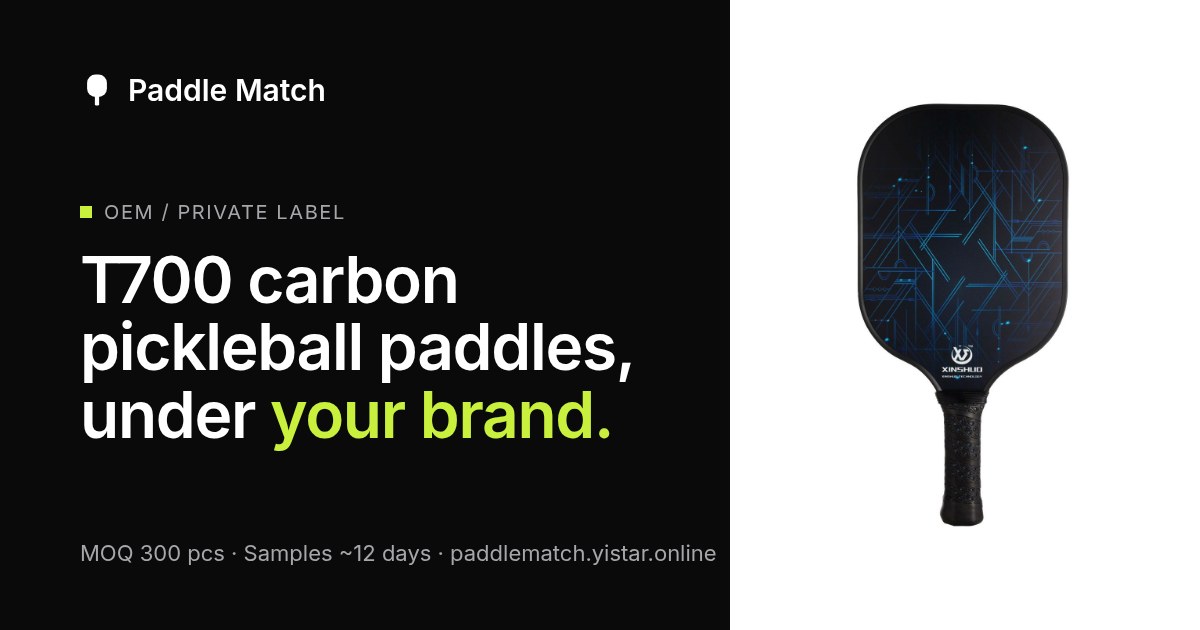 Paddle Match
OEM / PRIVATE LABEL
T700 carbon
pickleball paddles,
under your brand.
MOQ 300 pcs · Samples ~12 days · paddlematch.yistar.online
XINSHUO